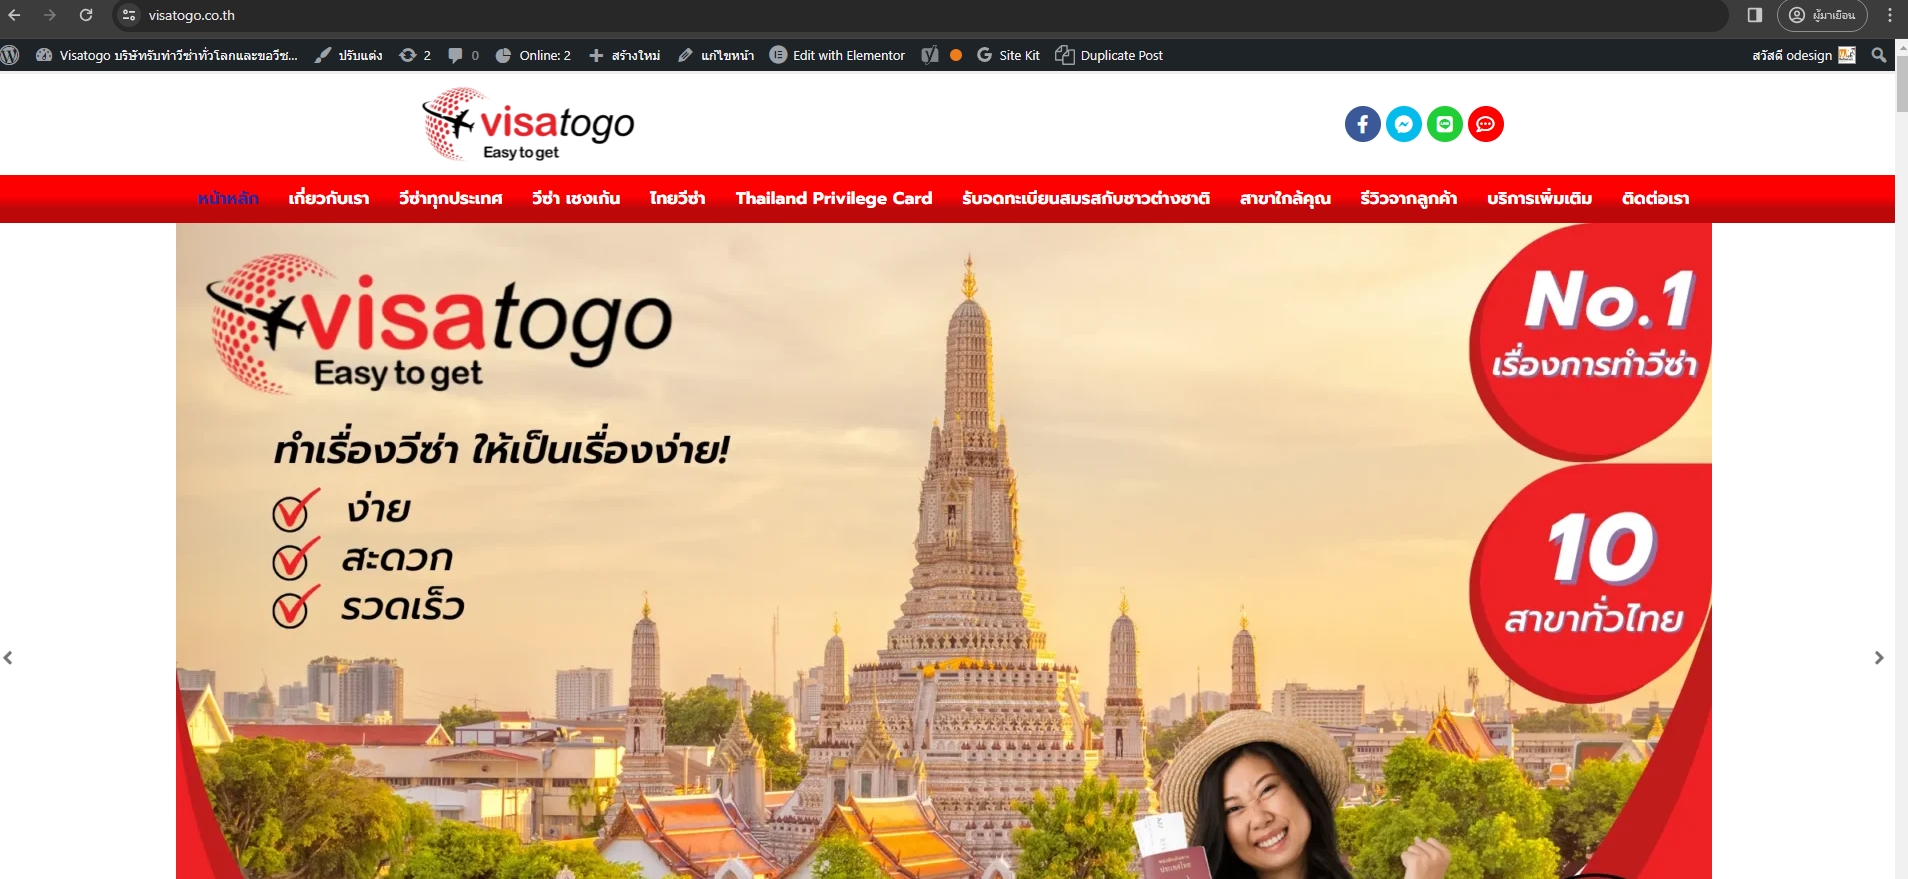 visatogo.co.th
ผู้มาเยือน
Visatogo บริษัทรับทำวีซ่าทั่วโลกและขอวีซ... ปรับแต่ง 2 0 Online: 2 สร้างใหม่ แก้ไขหน้า Edit with Elementor Site Kit Duplicate Post สวัสดี odesign
visatogo
Easy to get
หน้าหลัก เกี่ยวกับเรา วีซ่าทุกประเทศ วีซ่า เชงเก้น ไทยวีซ่า Thailand Privilege Card รับจดทะเบียนสมรสกับชาวต่างชาติ สาขาใกล้คุณ รีวิวจากลูกค้า บริการเพิ่มเติม ติดต่อเรา
visatogo
Easy to get
ทำเรื่องวีซ่า ให้เป็นเรื่องง่าย!
ง่าย
สะดวก
รวดเร็ว
No.1
เรื่องการทำวีซ่า
10
สาขาทั่วไทย